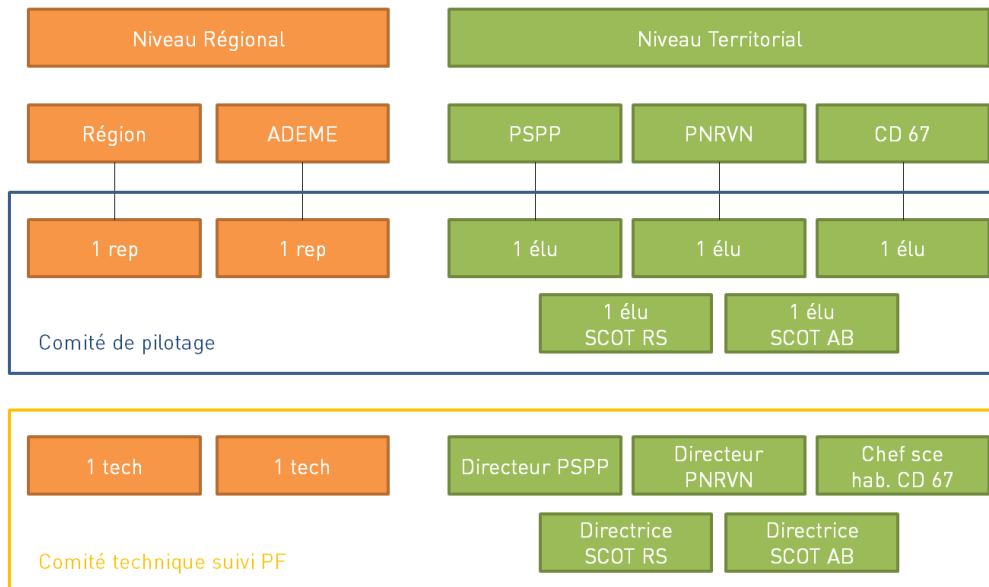 Niveau Régional
Niveau Territorial
Région
ADEME
PSPP
PNRVN
CD 67
1 rep
1 rep
1 élu
1 élu
1 élu
1 élu
SCOT RS
1 élu
SCOT AB
Comité de pilotage
1 tech
1 tech
Directeur PSPP
Directeur
PNRVN
Chef sce
hab. CD 67
Directrice
SCOT RS
Directrice
SCOT AB
Comité technique suivi PF